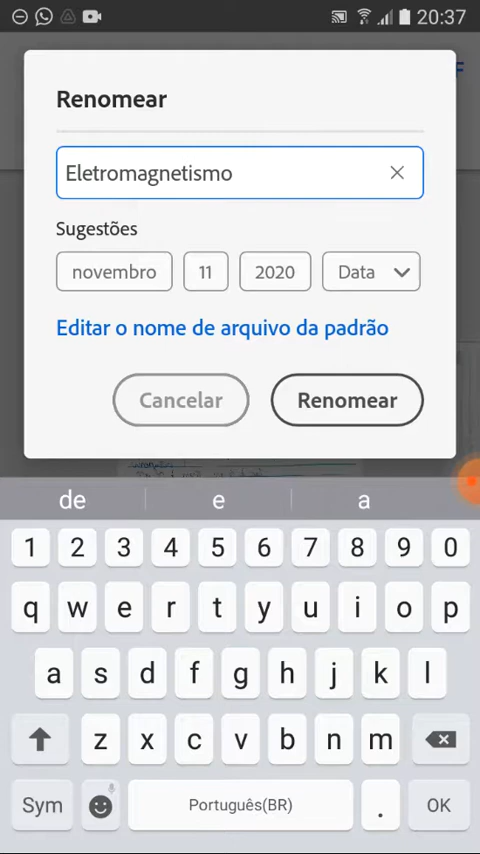 20:37
Renomear
Eletromagnetismo
Sugestões
novembro 11 2020 Data
Editar o nome de arquivo da padrão
Cancelar Renomear
de e a
1 2 3 4 5 6 7 8 9 0
q w e r t y u i o p
a s d f g h j k l
z x c v b n m
Sym Português(BR) . OK